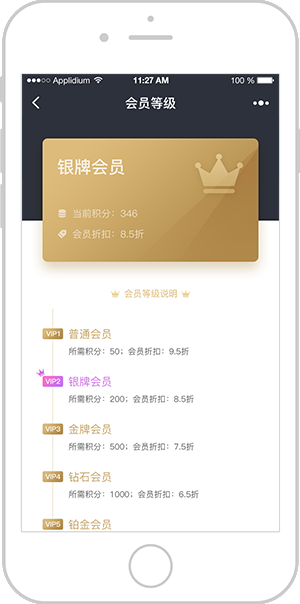 Applidium 11:27 AM 100 %
会员等级
银牌会员
当前积分：346
会员折扣：8.5折
会员等级说明
VIP1 普通会员
所需积分：50；会员折扣：9.5折
VIP2 银牌会员
所需积分：200，会员折扣：8.5折
VIP3 金牌会员
所需积分：500；会员折扣：7.5折
VIP4 钻石会员
所需积分：1000；会员折扣：6.5折
VIP5 铂金会员